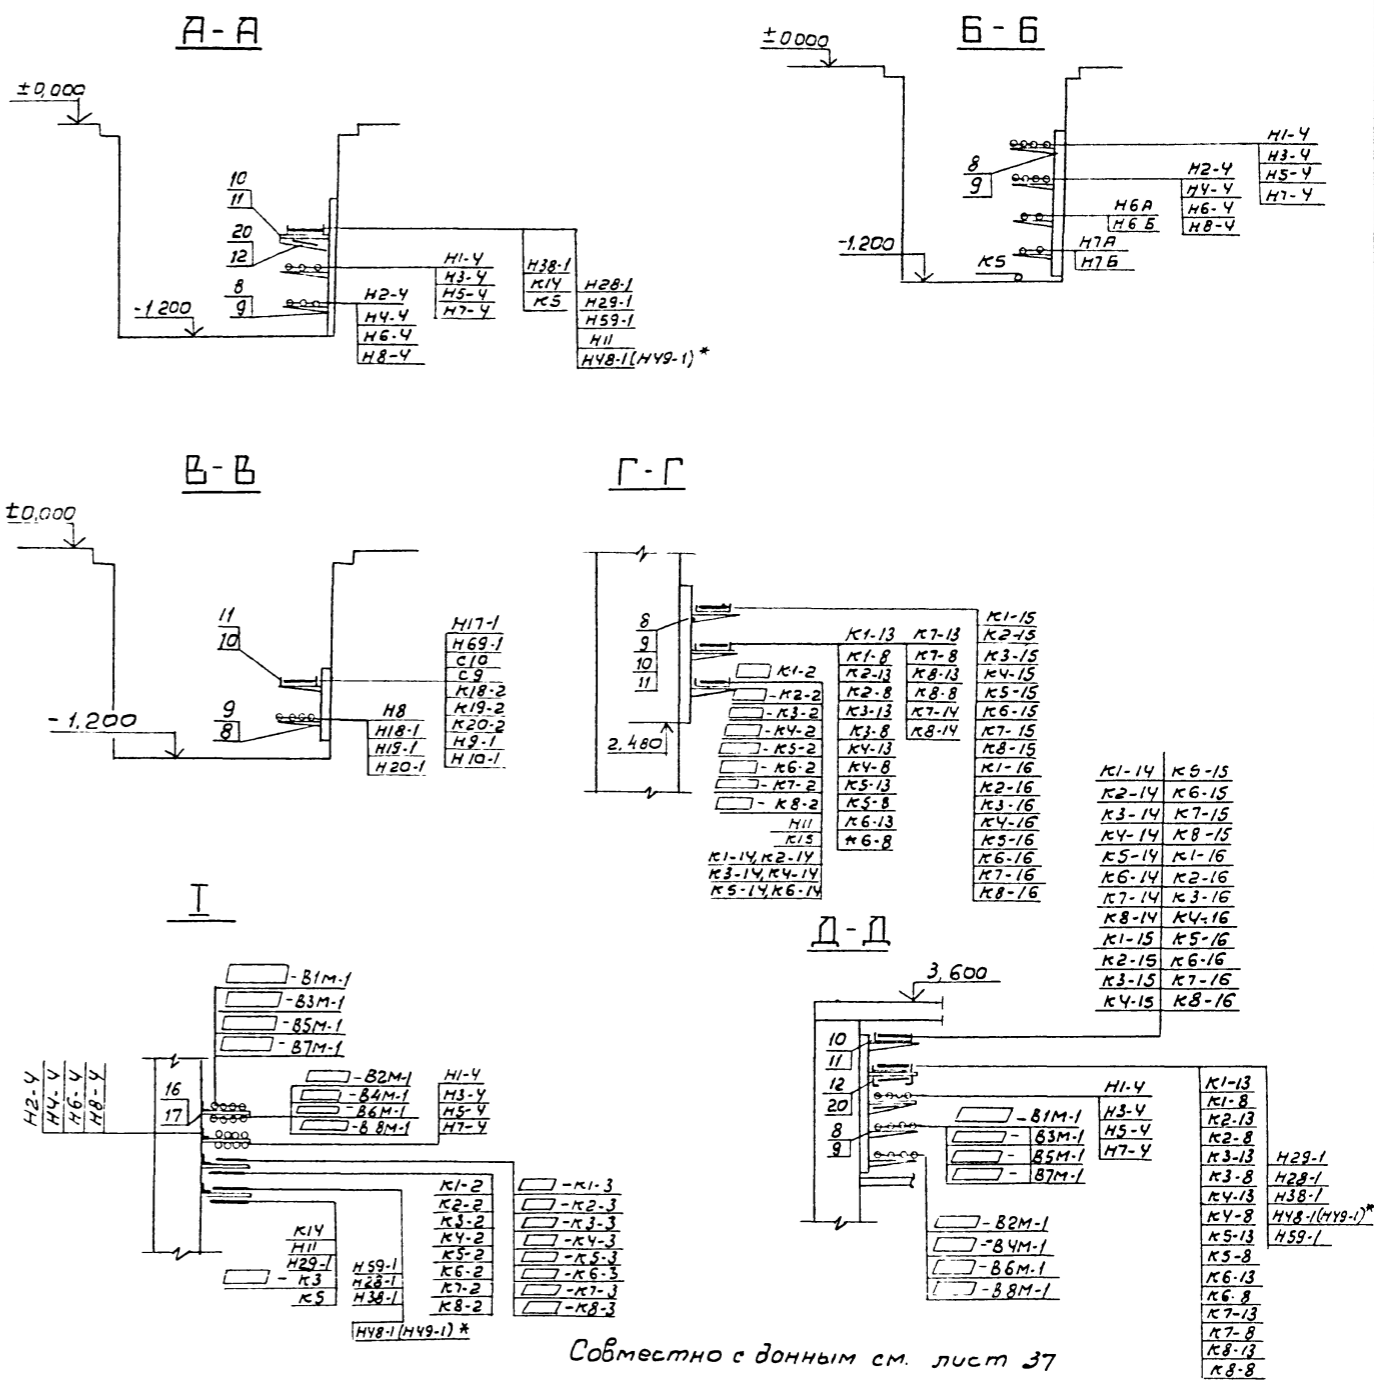 А-А
±0,000
10
11
20
12
8
9
-1.200
Н2-4
Н4-4
Н6-4
Н8-4
Н1-4
Н3-4
Н5-4
Н7-4
Н38-1
К14
К5
Н28-1
Н29-1
Н59-1
Н11
Н48-1(Н49-1)*
Б-Б
±0.000
8
9
-1.200
К5
Н7А
Н7Б
Н6А
Н6Б
Н2-4
Н4-4
Н6-4
Н8-4
Н1-4
Н3-4
Н5-4
Н7-4
В-В
±0,000
11
10
9
8
-1.200
Н8
Н18-1
Н19-1
Н20-1
Н17-1
Н69-1
С10
С9
К18-2
К19-2
К20-2
Н9-1
Н10-1
Г-Г
8
9
10
11
2.480
К1-2
-К2-2
-К3-2
-К4-2
-К5-2
-К6-2
-К7-2
-К8-2
Н11
К15
К1-14, К2-14
К3-14, К4-14
К5-14, К6-14
К1-13
К1-8
К2-13
К2-8
К3-13
К3-8
К4-13
К4-8
К5-13
К5-8
К6-13
К6-8
К7-13
К7-8
К8-13
К8-8
К7-14
К8-14
К1-15
К2-15
К3-15
К4-15
К5-15
К6-15
К7-15
К8-15
К1-16
К2-16
К3-16
К4-16
К5-16
К6-16
К7-16
К8-16
I
-В1М-1
-В3М-1
-В5М-1
-В7М-1
Н2-4
Н4-4
Н6-4
Н8-4
16
17
-В2М-1
-В4М-1
-В6М-1
-В8М-1
Н1-4
Н3-4
Н5-4
Н7-4
К14
Н11
Н29-1
- К3
К5
Н59-1
Н28-1
Н38-1
Н48-1(Н49-1)*
К1-2
К2-2
К3-2
К4-2
К5-2
К6-2
К7-2
К8-2
-К1-3
-К2-3
-К3-3
-К4-3
-К5-3
-К6-3
-К7-3
-К8-3
Д-Д
3,600
10
11
12
20
8
9
К1-14 К5-15
К2-14 К6-15
К3-14 К7-15
К4-14 К8-15
К5-14 К1-16
К6-14 К2-16
К7-14 К3-16
К8-14 К4-16
К1-15 К5-16
К2-15 К6-16
К3-15 К7-16
К4-15 К8-16
Н1-4
Н3-4
Н5-4
Н7-4
-В1М-1
- В3М-1
- В5М-1
- В7М-1
-В2М-1
-В4М-1
-В6М-1
-В8М-1
К1-13
К1-8
К2-13
К2-8
К3-13
К3-8
К4-13
К4-8
К5-13
К5-8
К6-13
К6-8
К7-13
К7-8
К8-13
К8-8
Н29-1
Н28-1
Н38-1
Н48-1(Н49-1)*
Н59-1
Совместно с данным см. лист 37